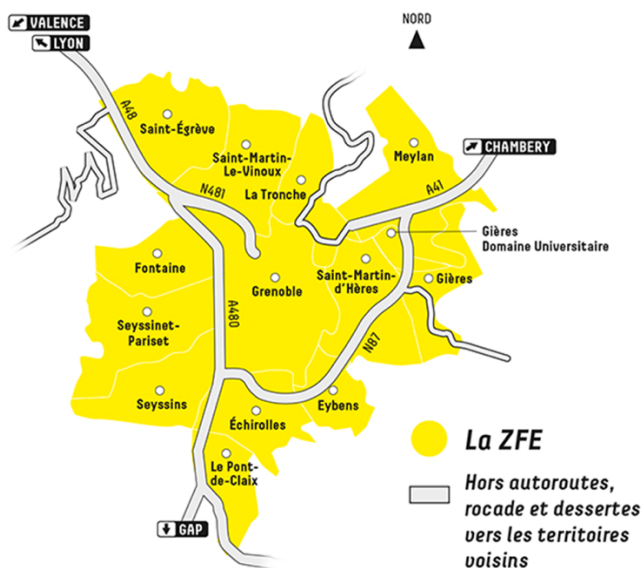 VALENCE
LYON
NORD
A48
Saint-Égrève
Saint-Martin-
Le-Vinoux
Meylan
CHAMBERY
La Tronche
N481
A41
Gières
Domaine Universitaire
Fontaine
Grenoble
Saint-Martin-
d'Hères
Gières
Seyssinet-
Pariset
A480
N87
Seyssins
Échirolles
Eybens
Le Pont-
de-Claix
GAP
La ZFE
Hors autoroutes,
rocade et dessertes
vers les territoires
voisins